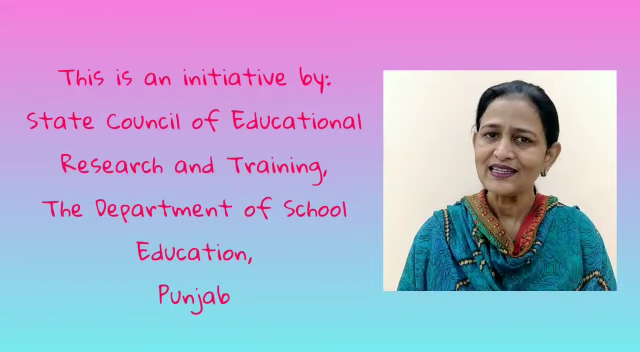 This is an initiative by:
State Council of Educational
Research and Training,
The Department of School
Education,
Punjab